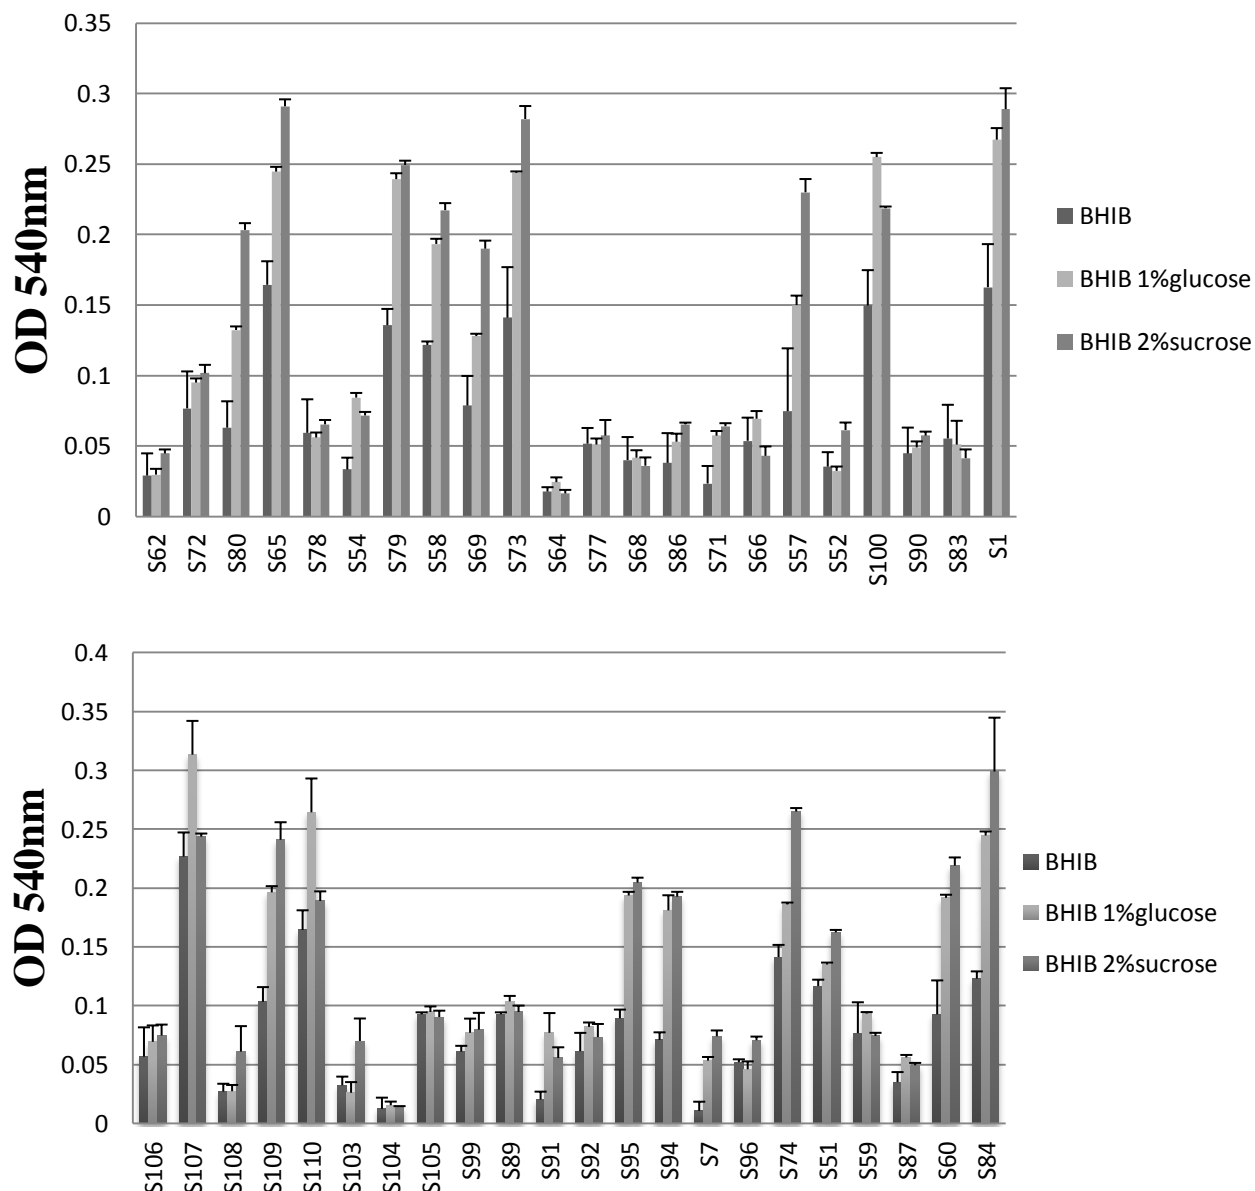 0.35
0.3
0.25
0.2
0.15
0.1
0.05
0
OD 540nm
BHIB
BHIB 1%glucose
BHIB 2%sucrose
S62 S72 S80 S65 S78 S54 S79 S58 S69 S73 S64 S77 S68 S86 S71 S66 S57 S52 S100 S90 S83 S1
0.4
0.35
0.3
0.25
0.2
0.15
0.1
0.05
0
OD 540nm
BHIB
BHIB 1%glucose
BHIB 2%sucrose
S106 S107 S108 S109 S110 S103 S104 S105 S99 S89 S91 S92 S95 S94 S7 S96 S74 S51 S59 S87 S60 S84